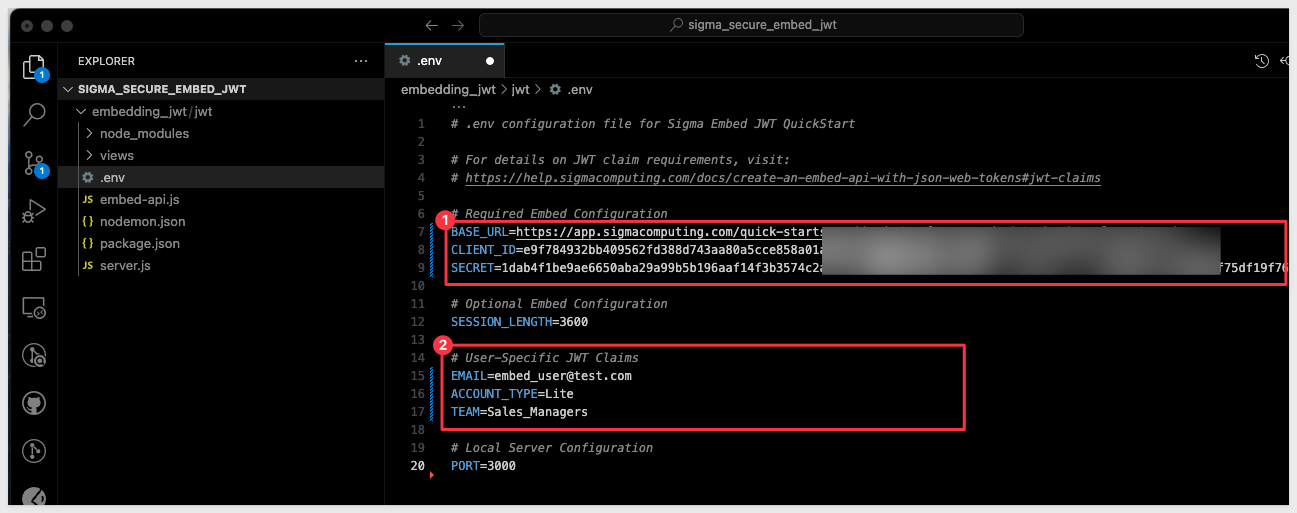 sigma_secure_embed_jwt
EXPLORER
.env
SIGMA_SECURE_EMBED_JWT
embedding_jwt / jwt
node_modules
views
.env
JS embed-api.js
{ } nodemon.json
{ } package.json
JS server.js
1
1
embedding_jwt > jwt > .env
...
1 # .env configuration file for Sigma Embed JWT QuickStart
2
3 # For details on JWT claim requirements, visit:
4 # https://help.sigmacomputing.com/docs/create-an-embed-api-with-json-web-tokens#jwt-claims
5
6 # Required Embed Configuration
1
7 BASE_URL=https://app.sigmacomputing.com/quick-starts
8 CLIENT_ID=e9f784932bb409562fd388d743aa80a5cce858a01a
9 SECRET=1dab4f1be9ae6650aba29a99b5b196aaf14f3b3574c2a f75df19f76
10
11 # Optional Embed Configuration
12 SESSION_LENGTH=3600
13
2
14 # User-Specific JWT Claims
15 EMAIL=embed_user@test.com
16 ACCOUNT_TYPE=Lite
17 TEAM=Sales_Managers
18
19 # Local Server Configuration
20 PORT=3000